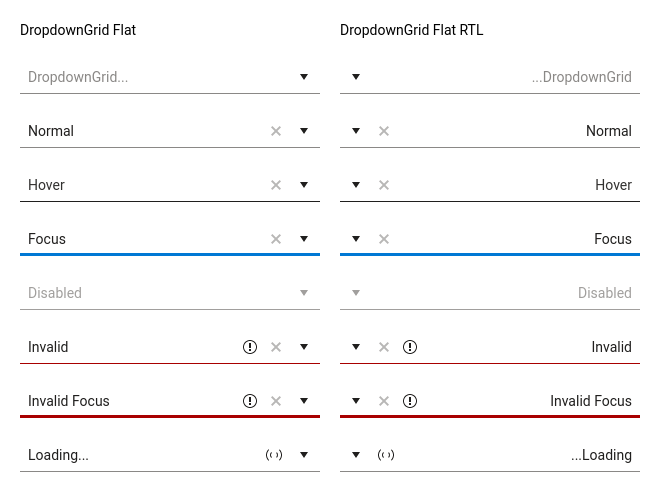 DropdownGrid Flat
DropdownGrid Flat RTL
DropdownGrid...
...DropdownGrid
Normal
Normal
Hover
Hover
Focus
Focus
Disabled
Disabled
Invalid
Invalid
Invalid Focus
Invalid Focus
Loading...
...Loading